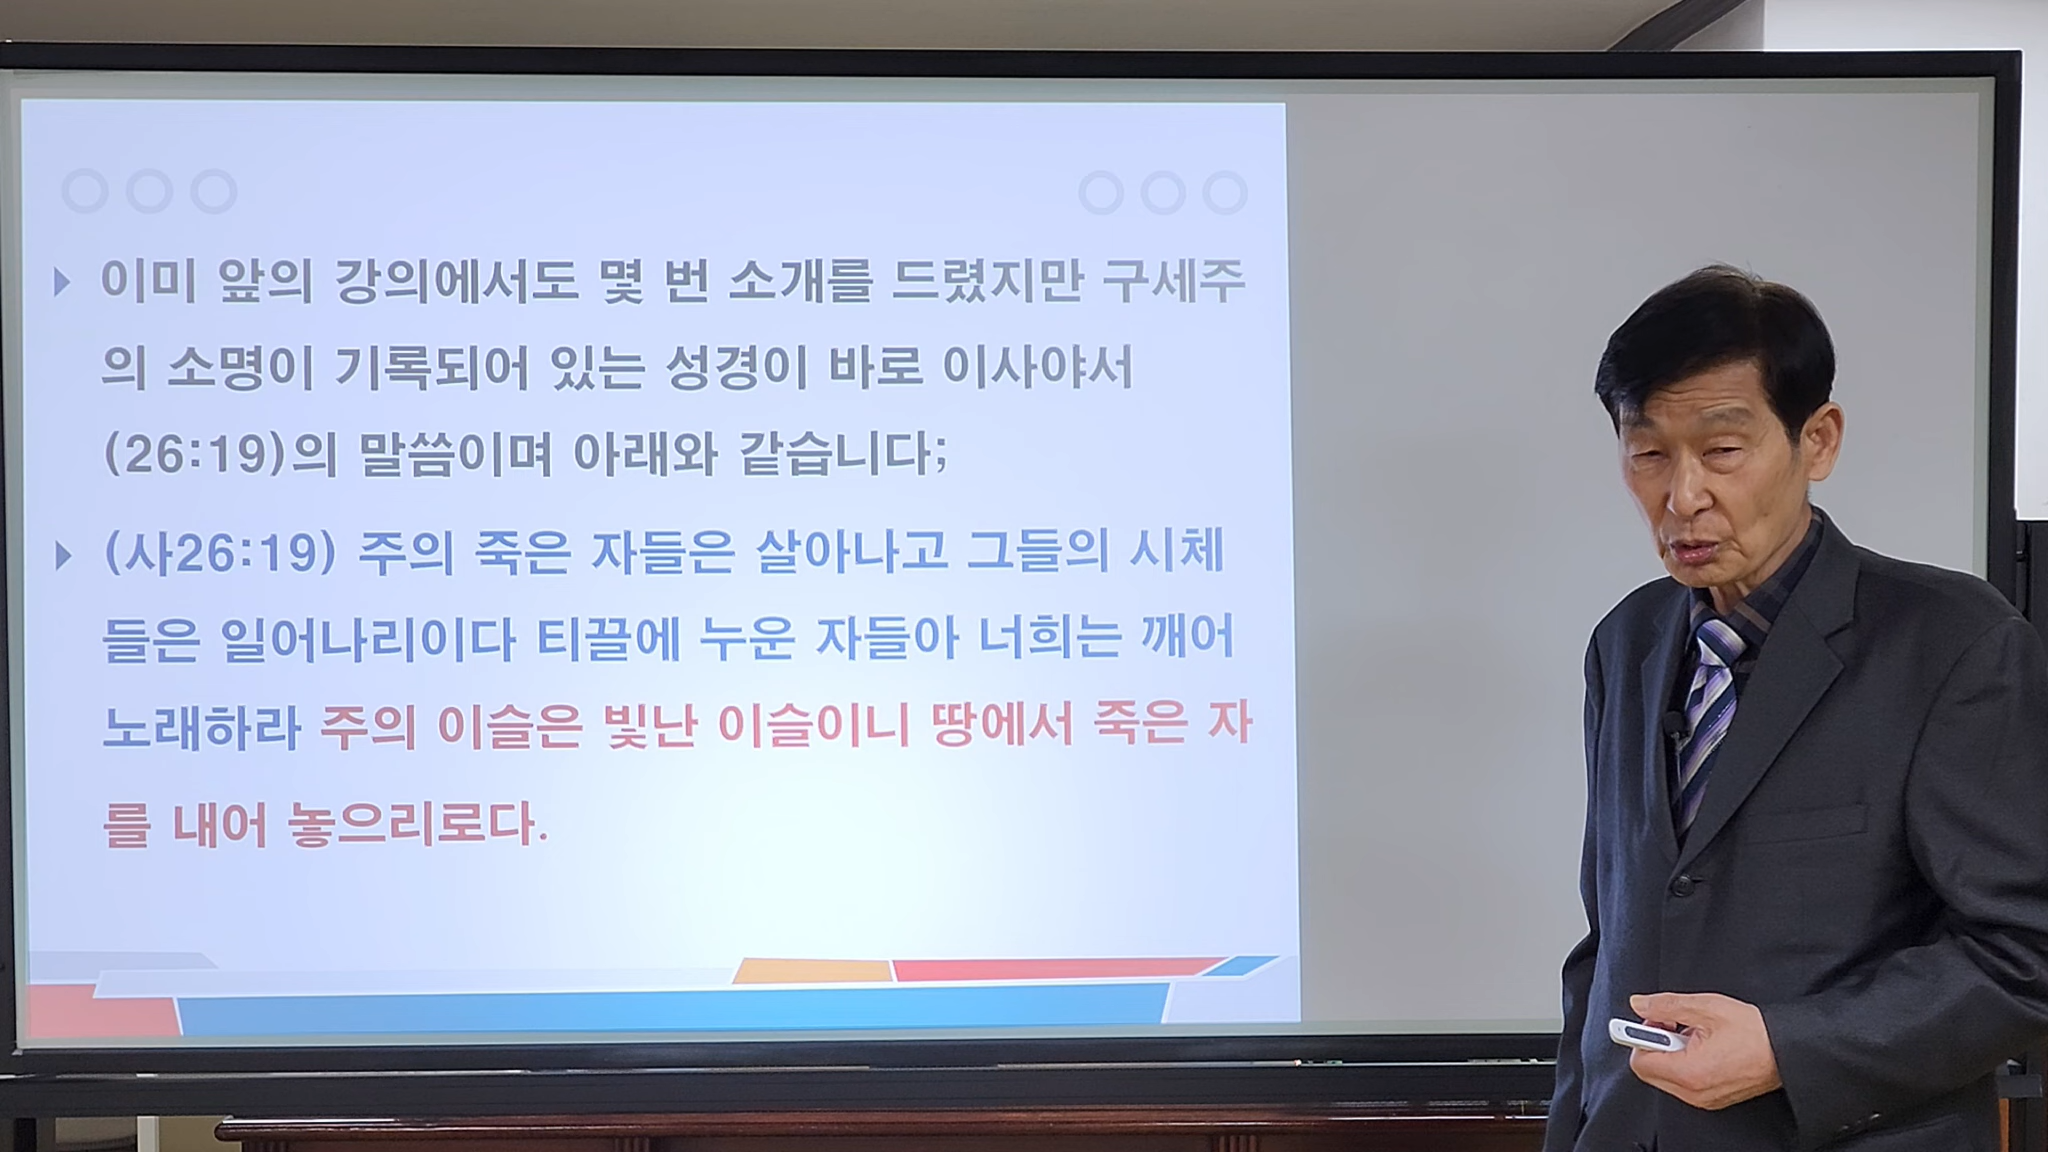 이미 앞의 강의에서도 몇 번 소개를 드렸지만 구세주
의 소명이 기록되어 있는 성경이 바로 이사야서
(26:19)의 말씀이며 아래와 같습니다;
(사26:19) 주의 죽은 자들은 살아나고 그들의 시체
들은 일어나리이다 티끌에 누운 자들아 너희는 깨어
노래하라 주의 이슬은 빛난 이슬이니 땅에서 죽은 자
를 내어 놓으리로다.